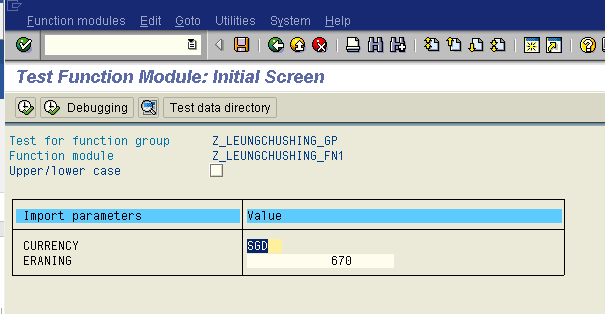 Function modules Edit Goto Utilities System Help
Test Function Module: Initial Screen
Debugging Test data directory
Test for function group Z_LEUNGCHUSHING_GP
Function module Z_LEUNGCHUSHING_FN1
Upper/lower case
Import parameters Value
CURRENCY SGD
ERANING 670